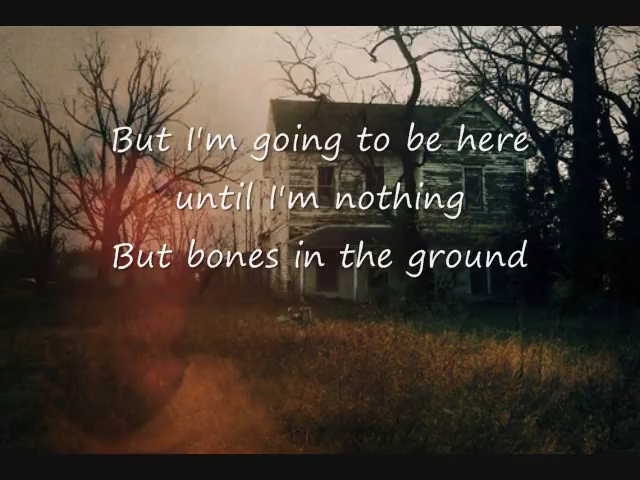 But I'm going to be here
until I'm nothing
But bones in the ground